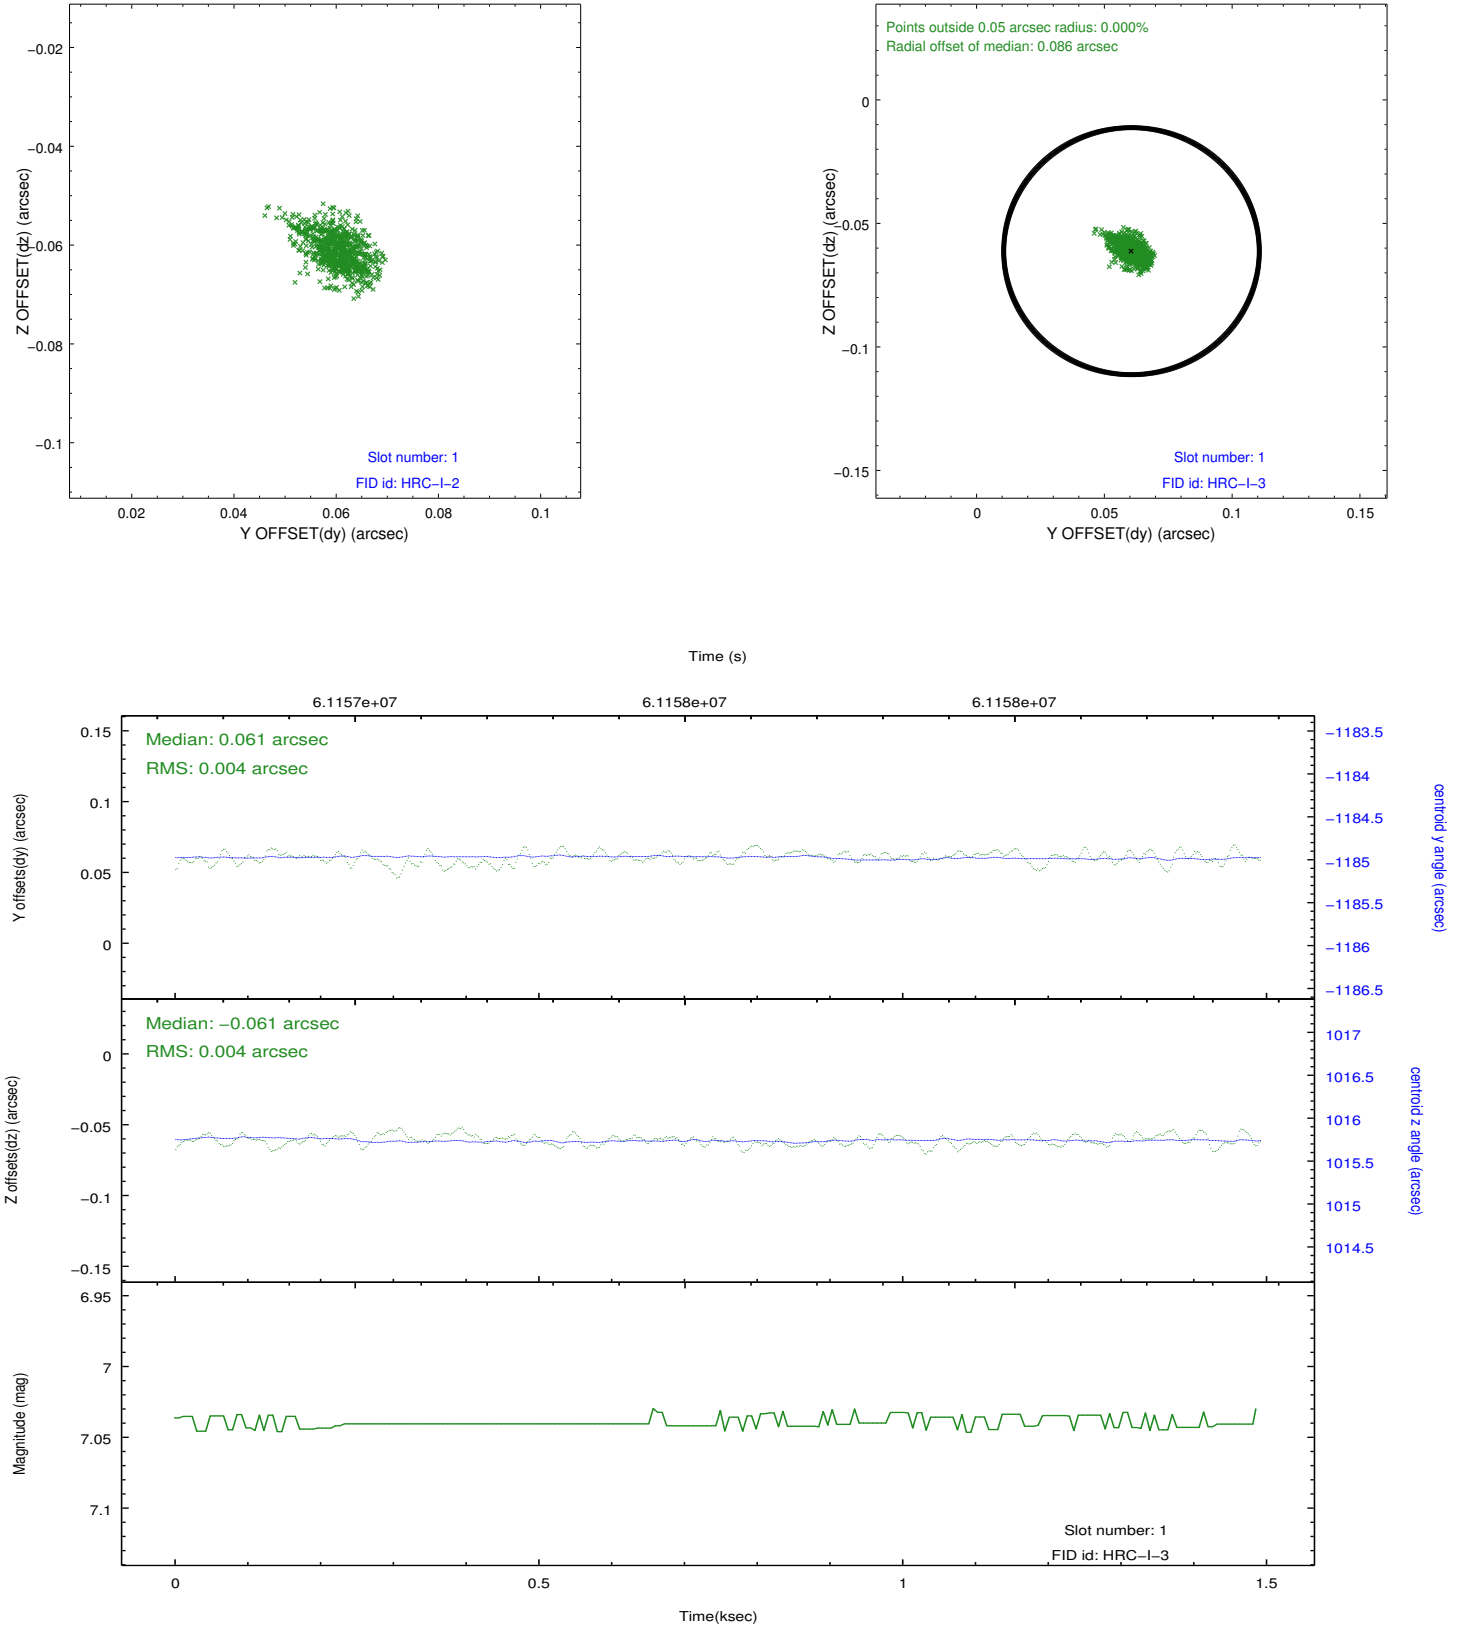 −0.02
−0.04
−0.06
−0.08
−0.1
Z OFFSET(dz) (arcsec)
Slot number: 1
FID id: HRC−I−2
0.02
0.04
0.06
0.08
0.1
Y OFFSET(dy) (arcsec)
Points outside 0.05 arcsec radius: 0.000%
Radial offset of median: 0.086 arcsec
0
−0.05
−0.1
−0.15
Z OFFSET(dz) (arcsec)
Slot number: 1
FID id: HRC−I−3
0
0.05
0.1
0.15
Y OFFSET(dy) (arcsec)
Time (s)
6.1157e+07
6.1158e+07
6.1158e+07
Median: 0.061 arcsec
RMS: 0.004 arcsec
0.15
0.1
0.05
0
Y offsets(dy) (arcsec)
−1183.5
−1184
−1184.5
−1185
−1185.5
−1186
−1186.5
centroid y angle (arcsec)
Median: −0.061 arcsec
RMS: 0.004 arcsec
0
−0.05
−0.1
−0.15
Z offsets(dz) (arcsec)
1017
1016.5
1016
1015.5
1015
1014.5
centroid z angle (arcsec)
6.95
7
7.05
7.1
Magnitude (mag)
Slot number: 1
FID id: HRC−I−3
0
0.5
1
1.5
Time(ksec)